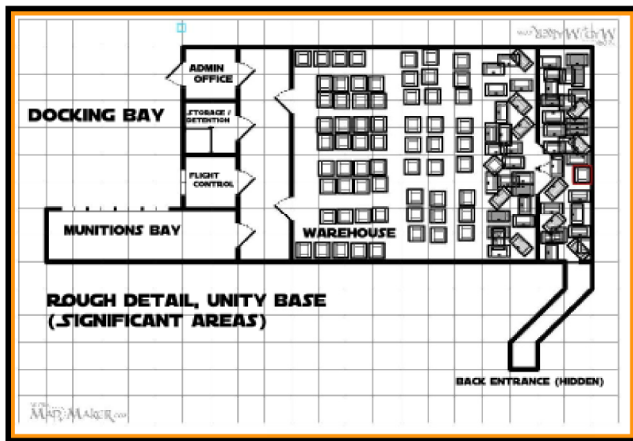 ADMIN
OFFICE
DOCKING BAY
STORAGE /
DETENTION
FLIGHT
CONTROL
MUNITIONS BAY
WAREHOUSE
ROUGH DETAIL, UNITY BASE
(SIGNIFICANT AREAS)
BACK ENTRANCE (HIDDEN)